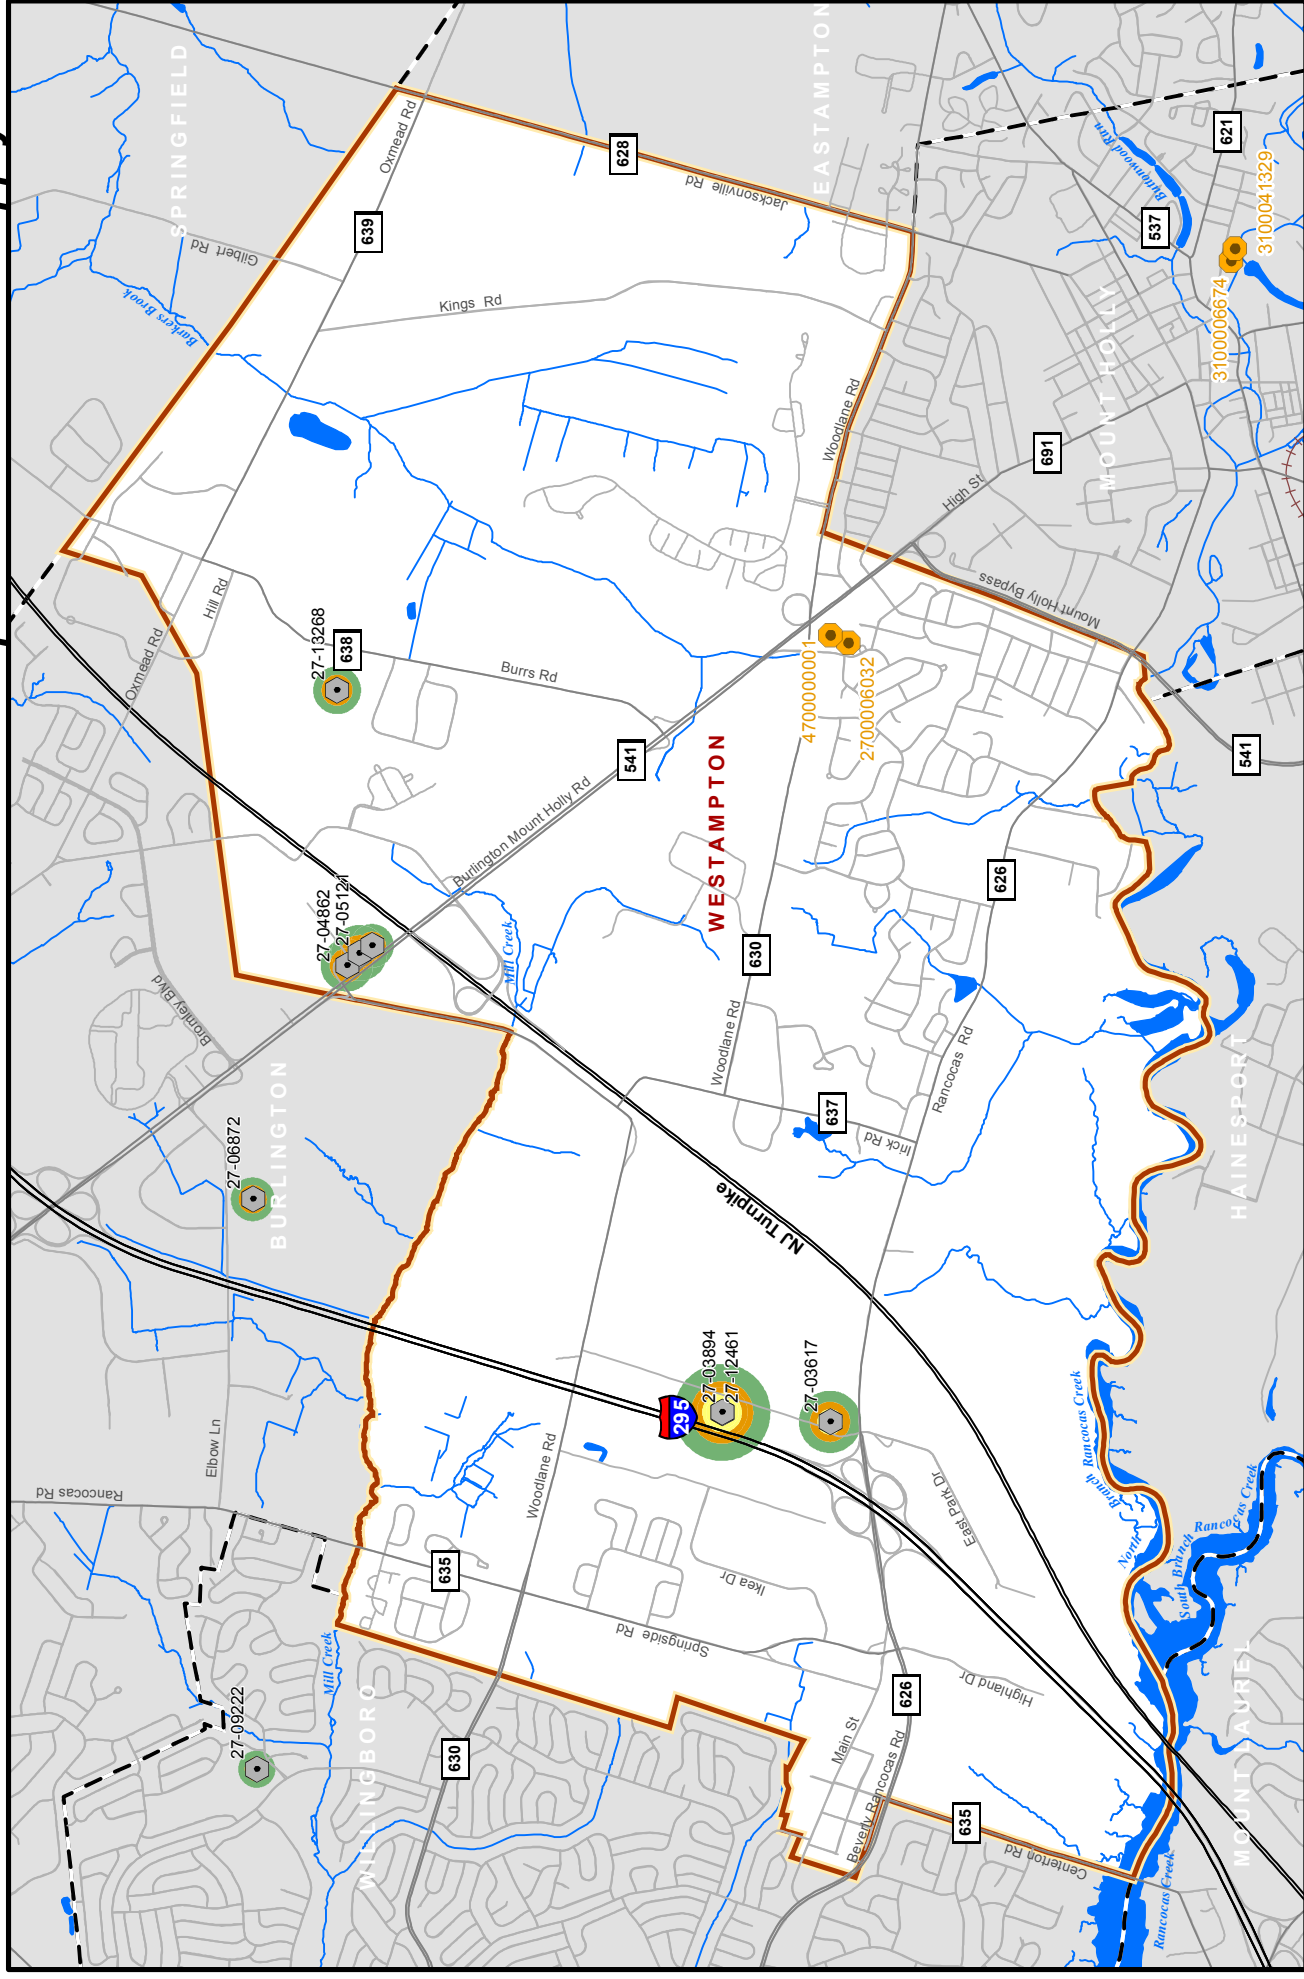 SPRINGFIELD
EASTAMPTON
Oxmead Rd
628
621
Buttonwood Run
3100041329
Jacksonville Rd
639
Gilbert Rd
537
Kings Rd
Barkers Brook
3100006674
MOUNT HOLLY
Woodlane Rd
691
High St
Mount Holly Bypass
Hill Rd
27-13268
638
Oxmead Rd
Burrs Rd
4700000001
2700006032
541
541
WESTAMPTON
Burlington Mount Holly Rd
626
27-04862
27-05121
630
Mill Creek
Bromley Blvd
Woodlane Rd
Rancocas Rd
HAINESPORT
BURLINGTON
27-06872
637
Irick Rd
NJ Turnpike
27-03894
27-12461
27-03617
295
North Branch Rancocas Creek
Elbow Ln
Rancocas Rd
Woodlane Rd
East Park Dr
South Branch Rancocas Creek
635
Ikea Dr
Springside Rd
Mill Creek
WILLINGBORO
27-09222
630
Highland Dr
626
Main St
Beverly Rancocas Rd
MOUNT LAUREL
635
Centerton Rd
Rancocas Creek